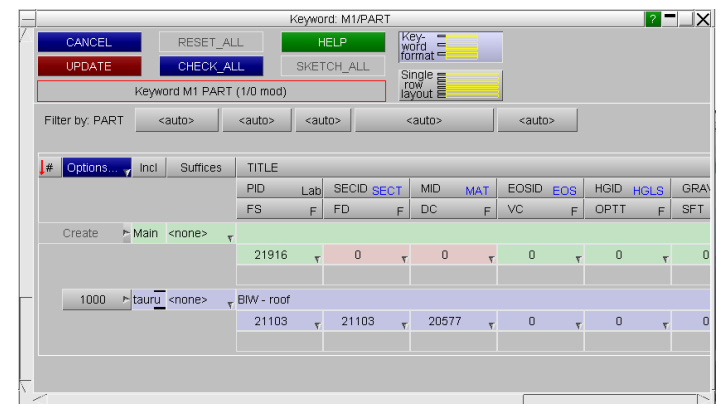 Keyword: M1/PART
?
CANCEL RESET_ALL HELP Key-word format
UPDATE CHECK_ALL SKETCH_ALL Single row layout
Keyword M1 PART (1/0 mod)
Filter by: PART <auto> <auto> <auto> <auto> <auto>
# Options... Incl Suffices TITLE
PID Lab SECID SECT MID MAT EOSID EOS HGID HGLS GRAV
FS F FD F DC F VC F OPTT F SFT
Create Main <none>
21916 0 0 0 0 0
1000 tauru <none> BIW - roof
21103 21103 20577 0 0 0